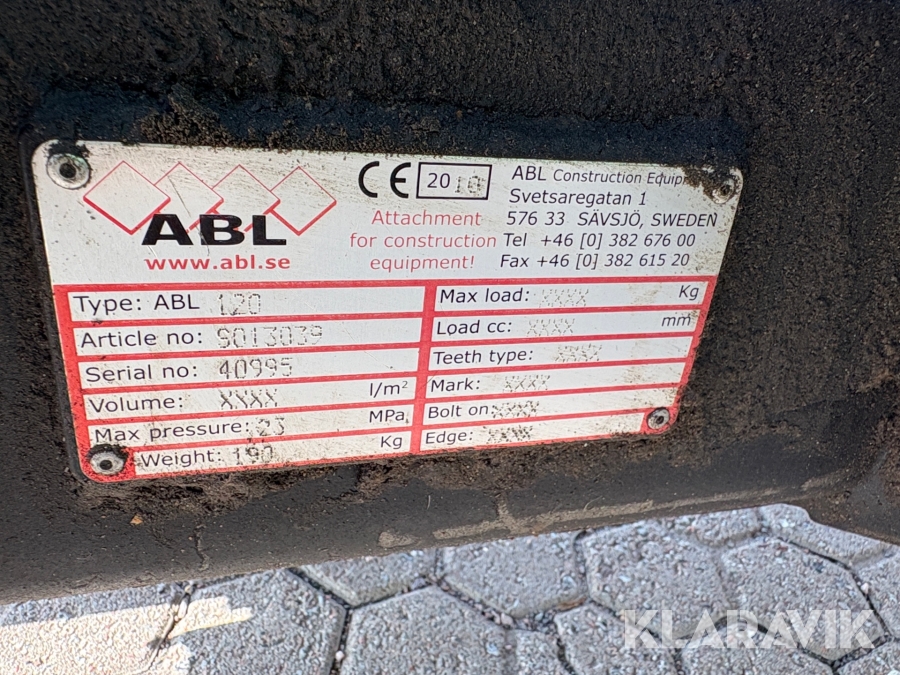 ABL
www.abl.se
Attachment
for construction
equipment!
CE 20
ABL Construction
Svetsaregatan 1
576 33 SÄVSJÖ, SWEDEN
Tel +46 [0] 382 676 00
Fax +46 [0] 382 615 20
Type: ABL 120
Article no: S013039
Serial no: 40995
Volume: XXXX l/m²
Max pressure: 23 MPa
Weight: 190 Kg
Max load: XXXX Kg
Load cc: XXXX mm
Teeth type: XXXX
Mark: XXXX
Bolt on: XXXX
Edge: XXXX
KLARAVIK